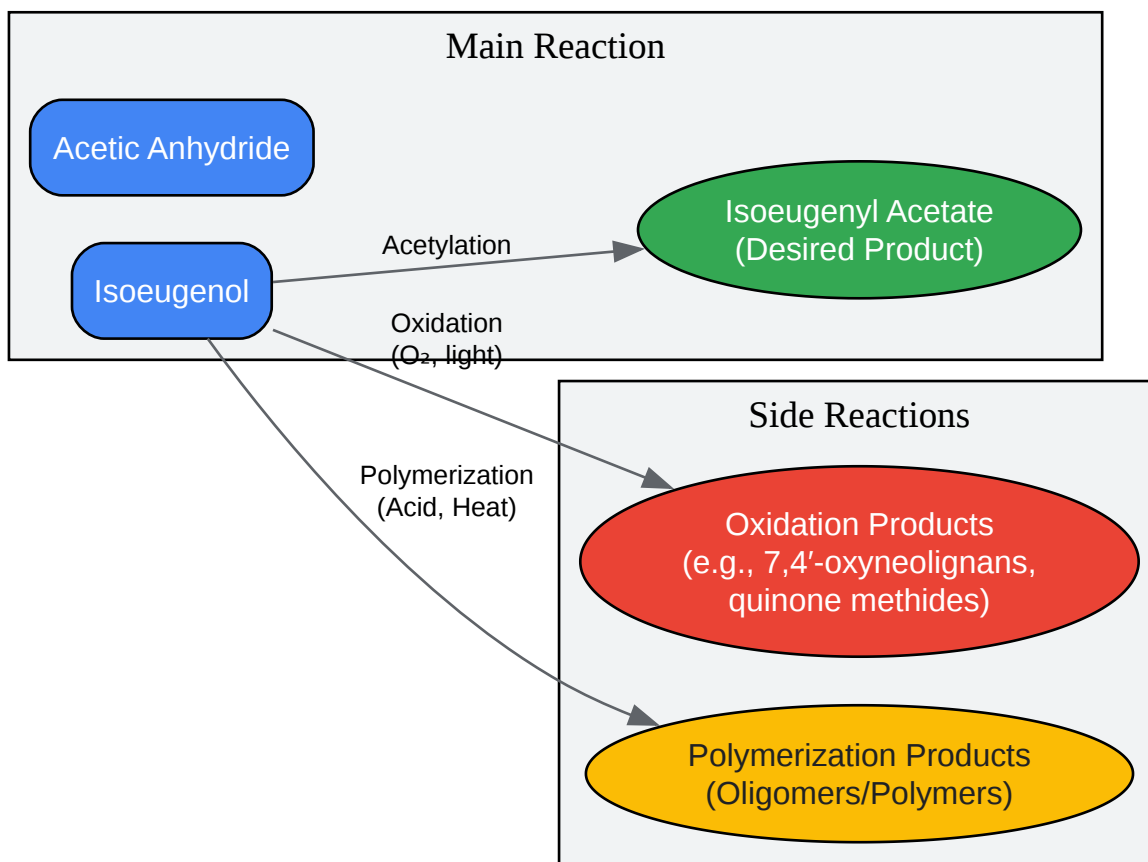 Main Reaction
Acetic Anhydride
Isoeugenol
Acetylation
Isoeugenyl Acetate
(Desired Product)
Oxidation
(O₂, light)
Polymerization
(Acid, Heat)
Side Reactions
Oxidation Products
(e.g., 7,4′-oxyneolignans,
quinone methides)
Polymerization Products
(Oligomers/Polymers)